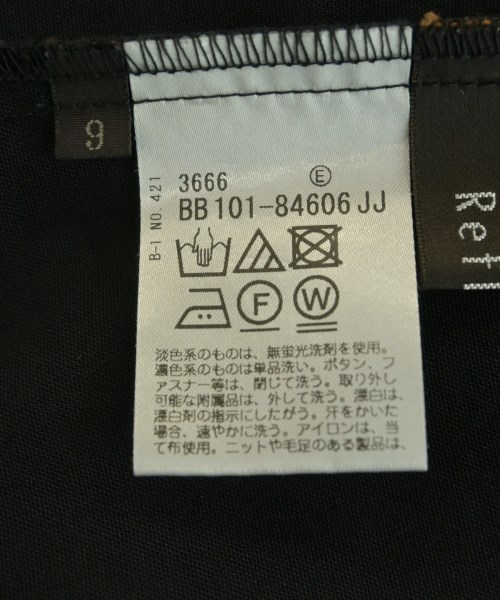 9
B-1 NO.421
3666 E
BB101-84606JJ
F W
淡色系のものは、無蛍光洗剤を使用。
濃色系のものは単品洗い。ボタン、フ
ァスナー等は、閉じて洗う。取り外し
可能な附属品は、外して洗う。漂白は、
漂白剤の指示にしたがう。汗をかいた
場合、速やかに洗う。アイロンは、当
て布使用。ニットや毛足のある製品は、
Ref